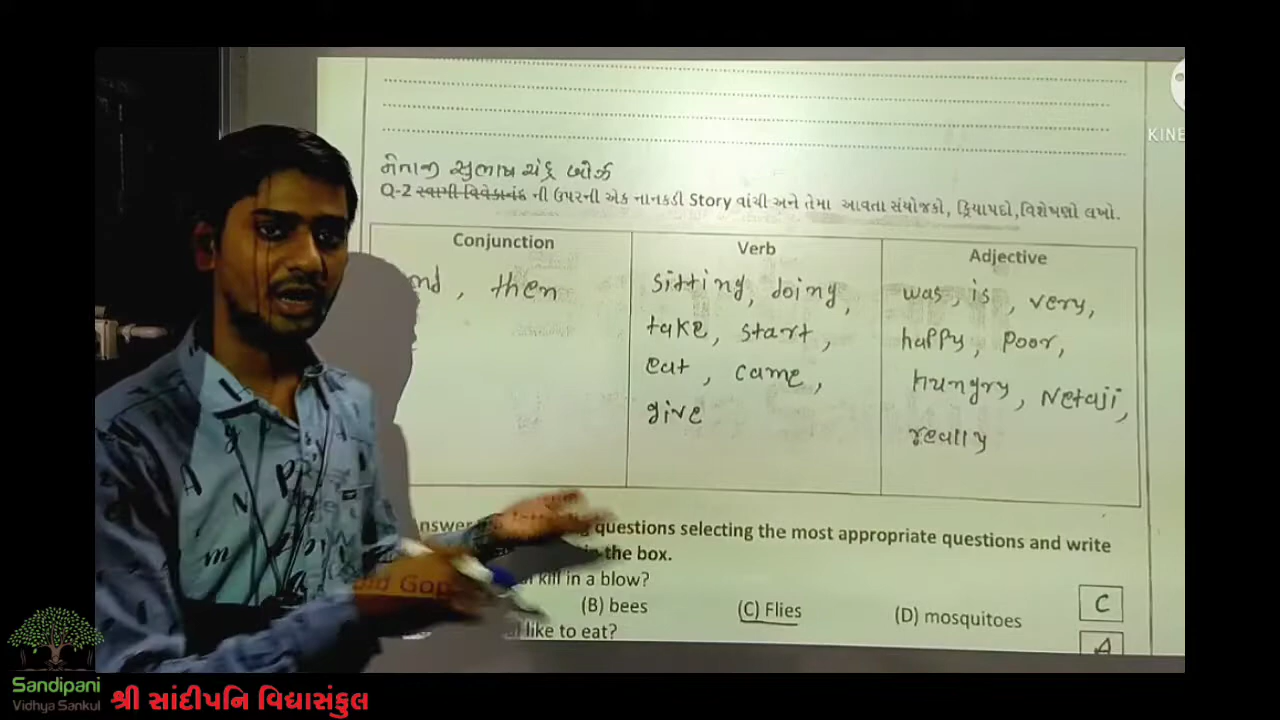 KINE
નેતાજી સુભાષ ચંદ્ર બોઝ
Q-2 સ્વામી વિવેકાનંદ ની ઉપરની એક નાનકડી Story વાંચી અને તેમા આવતા સંયોજકો, ક્રિયાપદો,વિશેષણો લખો.
Conjunction Verb Adjective
nd , then sitting, doing, was, is , very,
take, start, happy, poor,
eat , came, Hungry, Netaji,
give really
questions selecting the most appropriate questions and write
in the box.
kill in a blow?
(B) bees (C) Flies (D) mosquitoes C
like to eat? A
Sandipani
Vidhya Sankul
શ્રી સાંદીપનિ વિદ્યાસંકુલ